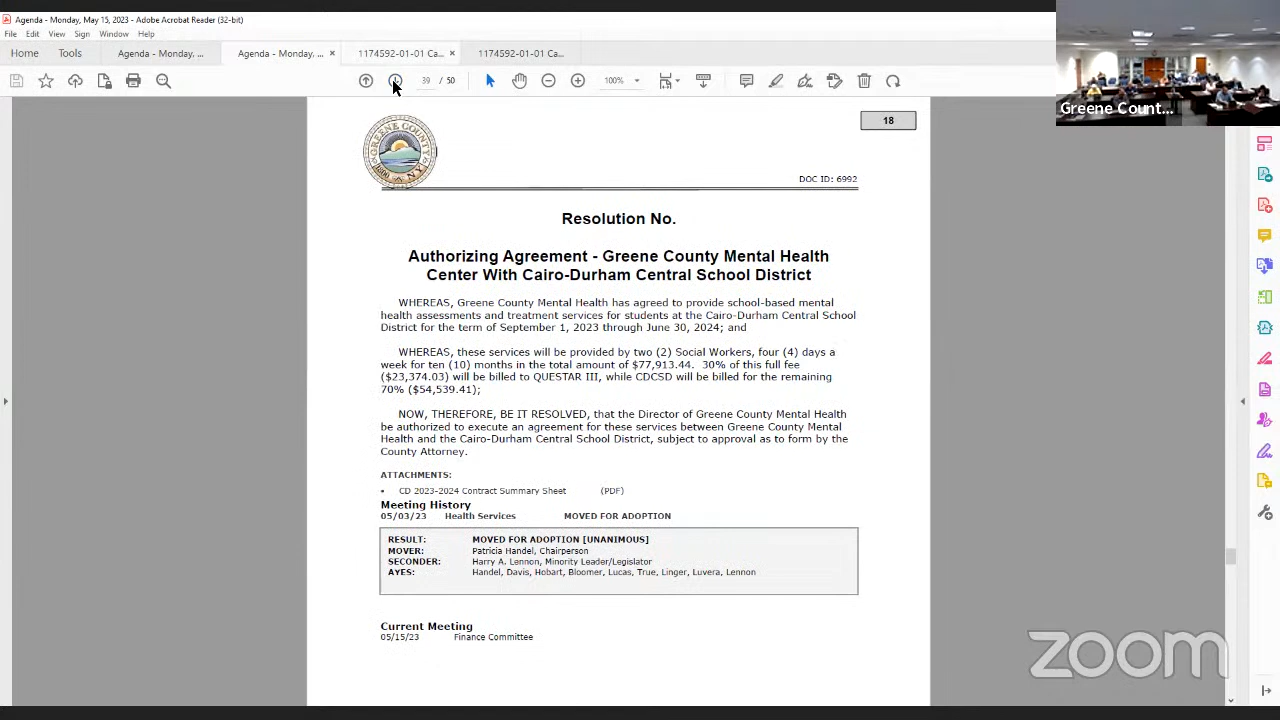 Agenda - Monday, May 15, 2023 - Adobe Acrobat Reader (32-bit)
File Edit View Sign Window Help
Home Tools Agenda - Monday, ... Agenda - Monday, ... × 1174592-01-01 Ca... × 1174592-01-01 Ca...
39 / 50 100%
Greene Count...
18
GREENE COUNTY
1800 N.Y.
DOC ID: 6992
Resolution No.
Authorizing Agreement - Greene County Mental Health
Center With Cairo-Durham Central School District
WHEREAS, Greene County Mental Health has agreed to provide school-based mental
health assessments and treatment services for students at the Cairo-Durham Central School
District for the term of September 1, 2023 through June 30, 2024; and
WHEREAS, these services will be provided by two (2) Social Workers, four (4) days a
week for ten (10) months in the total amount of $77,913.44. 30% of this full fee
($23,374.03) will be billed to QUESTAR III, while CDCSD will be billed for the remaining
70% ($54,539.41);
NOW, THEREFORE, BE IT RESOLVED, that the Director of Greene County Mental Health
be authorized to execute an agreement for these services between Greene County Mental
Health and the Cairo-Durham Central School District, subject to approval as to form by the
County Attorney.
ATTACHMENTS:
• CD 2023-2024 Contract Summary Sheet (PDF)
Meeting History
05/03/23 Health Services MOVED FOR ADOPTION
RESULT: MOVED FOR ADOPTION [UNANIMOUS]
MOVER: Patricia Handel, Chairperson
SECONDER: Harry A. Lennon, Minority Leader/Legislator
AYES: Handel, Davis, Hobart, Bloomer, Lucas, True, Linger, Luvera, Lennon
Current Meeting
05/15/23 Finance Committee
zoom